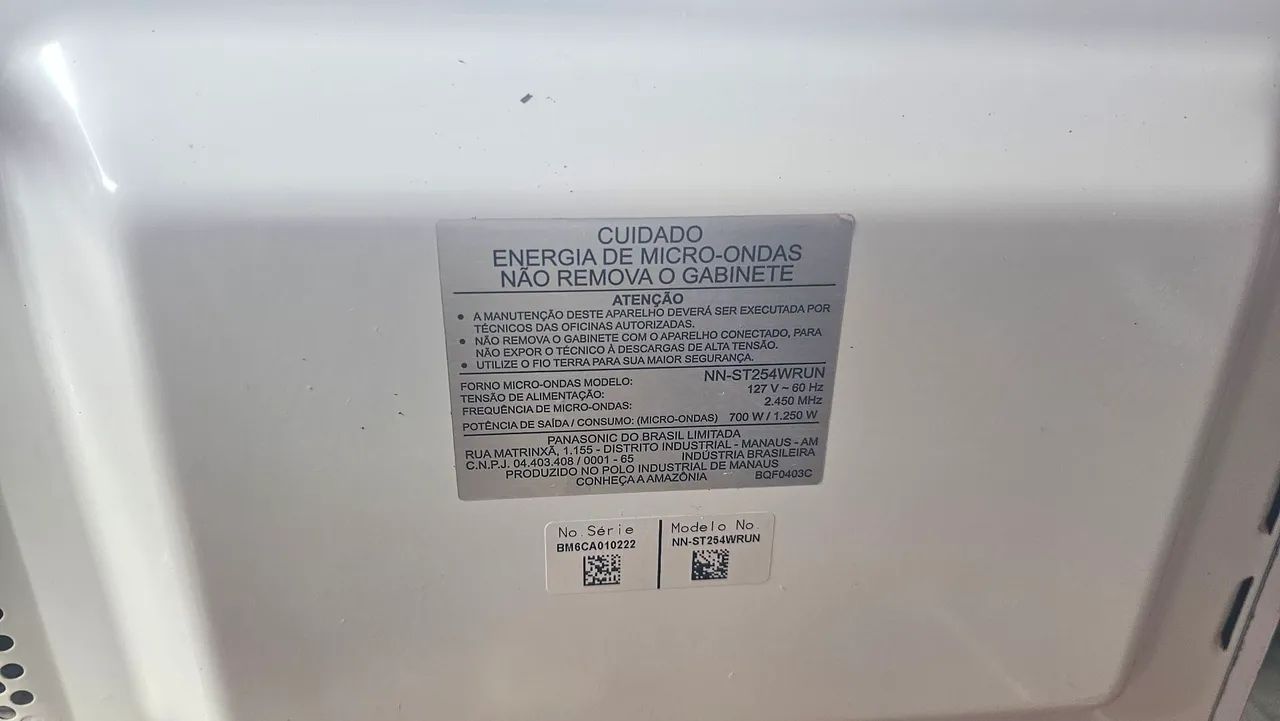 CUIDADO
ENERGIA DE MICRO-ONDAS
NÃO REMOVA O GABINETE
ATENÇÃO
• A MANUTENÇÃO DESTE APARELHO DEVERÁ SER EXECUTADA POR
TÉCNICOS DAS OFICINAS AUTORIZADAS.
• NÃO REMOVA O GABINETE COM O APARELHO CONECTADO, PARA
NÃO EXPOR O TÉCNICO À DESCARGAS DE ALTA TENSÃO.
• UTILIZE O FIO TERRA PARA SUA MAIOR SEGURANÇA.
FORNO MICRO-ONDAS MODELO: NN-ST254WRUN
TENSÃO DE ALIMENTAÇÃO: 127 V ~ 60 Hz
FREQUÊNCIA DE MICRO-ONDAS: 2.450 MHz
POTÊNCIA DE SAÍDA / CONSUMO: (MICRO-ONDAS) 700 W / 1.250 W
PANASONIC DO BRASIL LIMITADA
RUA MATRINXÃ, 1.155 - DISTRITO INDUSTRIAL - MANAUS - AM
C.N.P.J. 04.403.408 / 0001 - 65 INDÚSTRIA BRASILEIRA
PRODUZIDO NO POLO INDUSTRIAL DE MANAUS
CONHEÇA A AMAZÔNIA BQF0403C
No.Série Modelo No.
BM6CA010222 NN-ST254WRUN